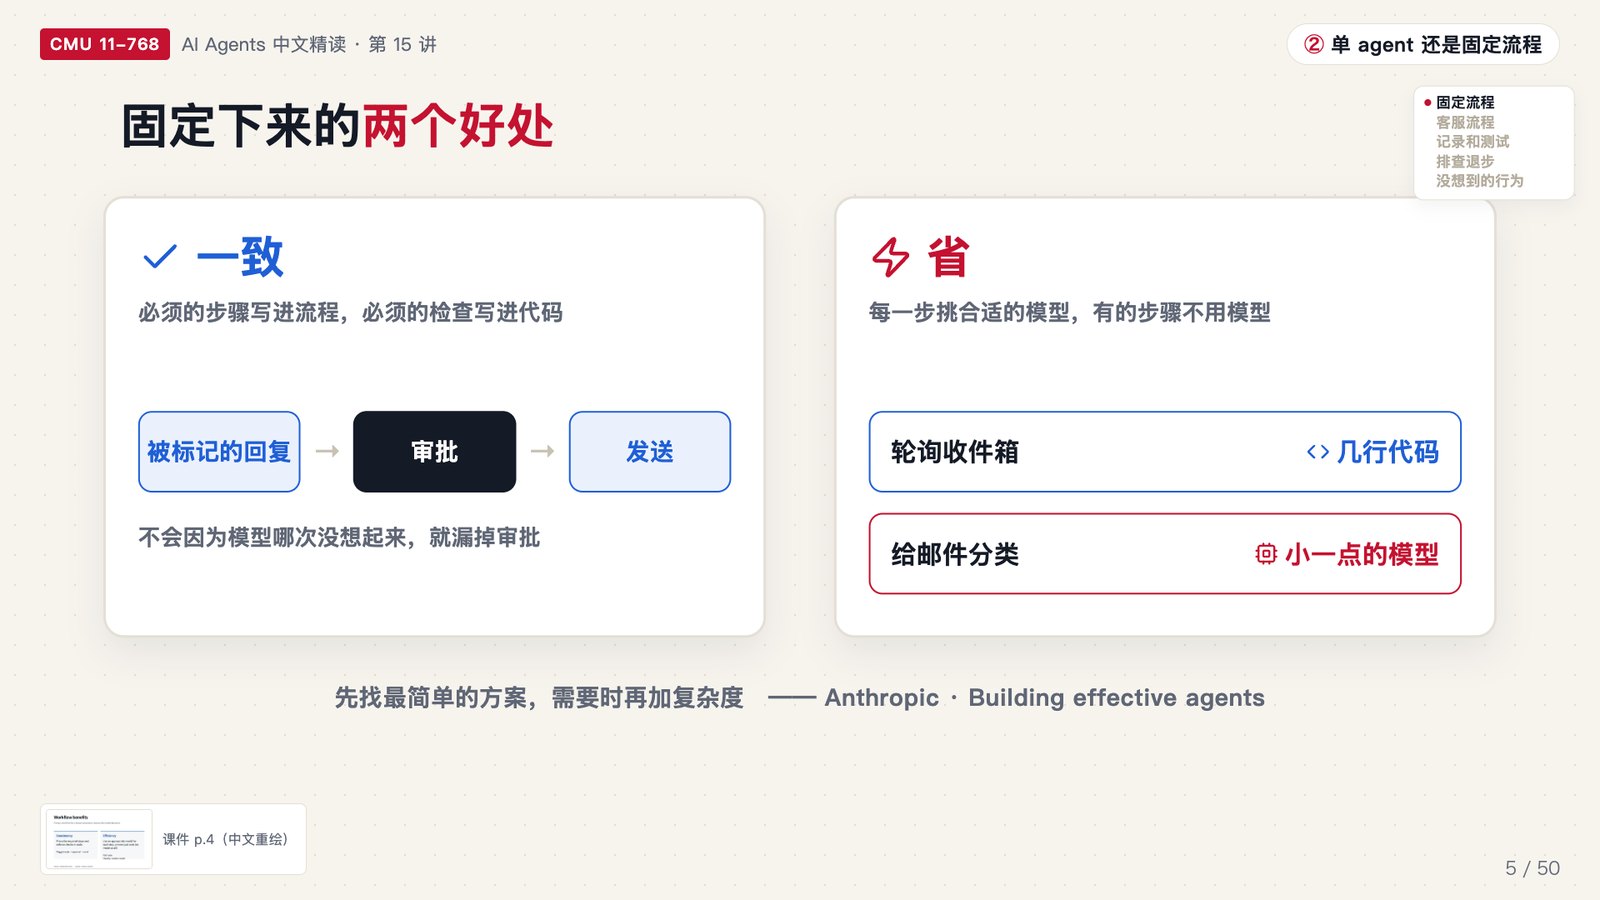 CMU 11-768 AI Agents 中文精读 · 第 15 讲
② 单 agent 还是固定流程
固定下来的两个好处
固定流程
客服流程
记录和测试
排查退步
没想到的行为
一致
必须的步骤写进流程，必须的检查写进代码
被标记的回复 → 审批 → 发送
不会因为模型哪次没想起来，就漏掉审批
省
每一步挑合适的模型，有的步骤不用模型
轮询收件箱 <> 几行代码
给邮件分类 小一点的模型
先找最简单的方案，需要时再加复杂度 —— Anthropic · Building effective agents
Workflow benefits
课件 p.4（中文重绘）
5 / 50